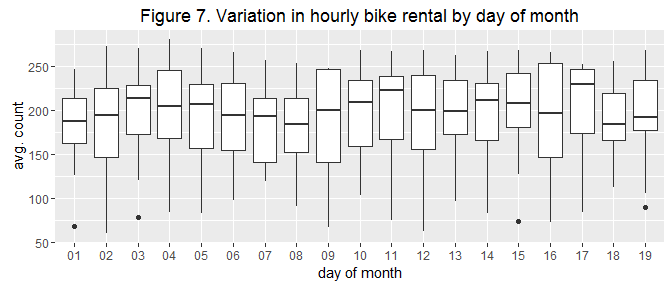 Figure 7. Variation in hourly bike rental by day of month
avg. count
250
200
150
100
50
01 02 03 04 05 06 07 08 09 10 11 12 13 14 15 16 17 18 19
day of month